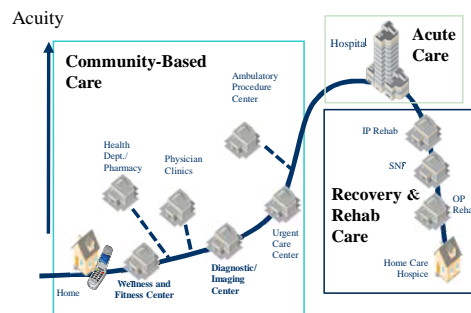 Acuity
Community-Based
Care
Hospital
Acute
Care
Ambulatory
Procedure
Center
Health
Dept./
Pharmacy
Physician
Clinics
IP Rehab
SNF
Recovery &
Rehab
Care
OP
Reha
Urgent
Care
Center
Home
Wellness and
Fitness Center
Diagnostic/
Imaging
Center
Home Care
Hospice